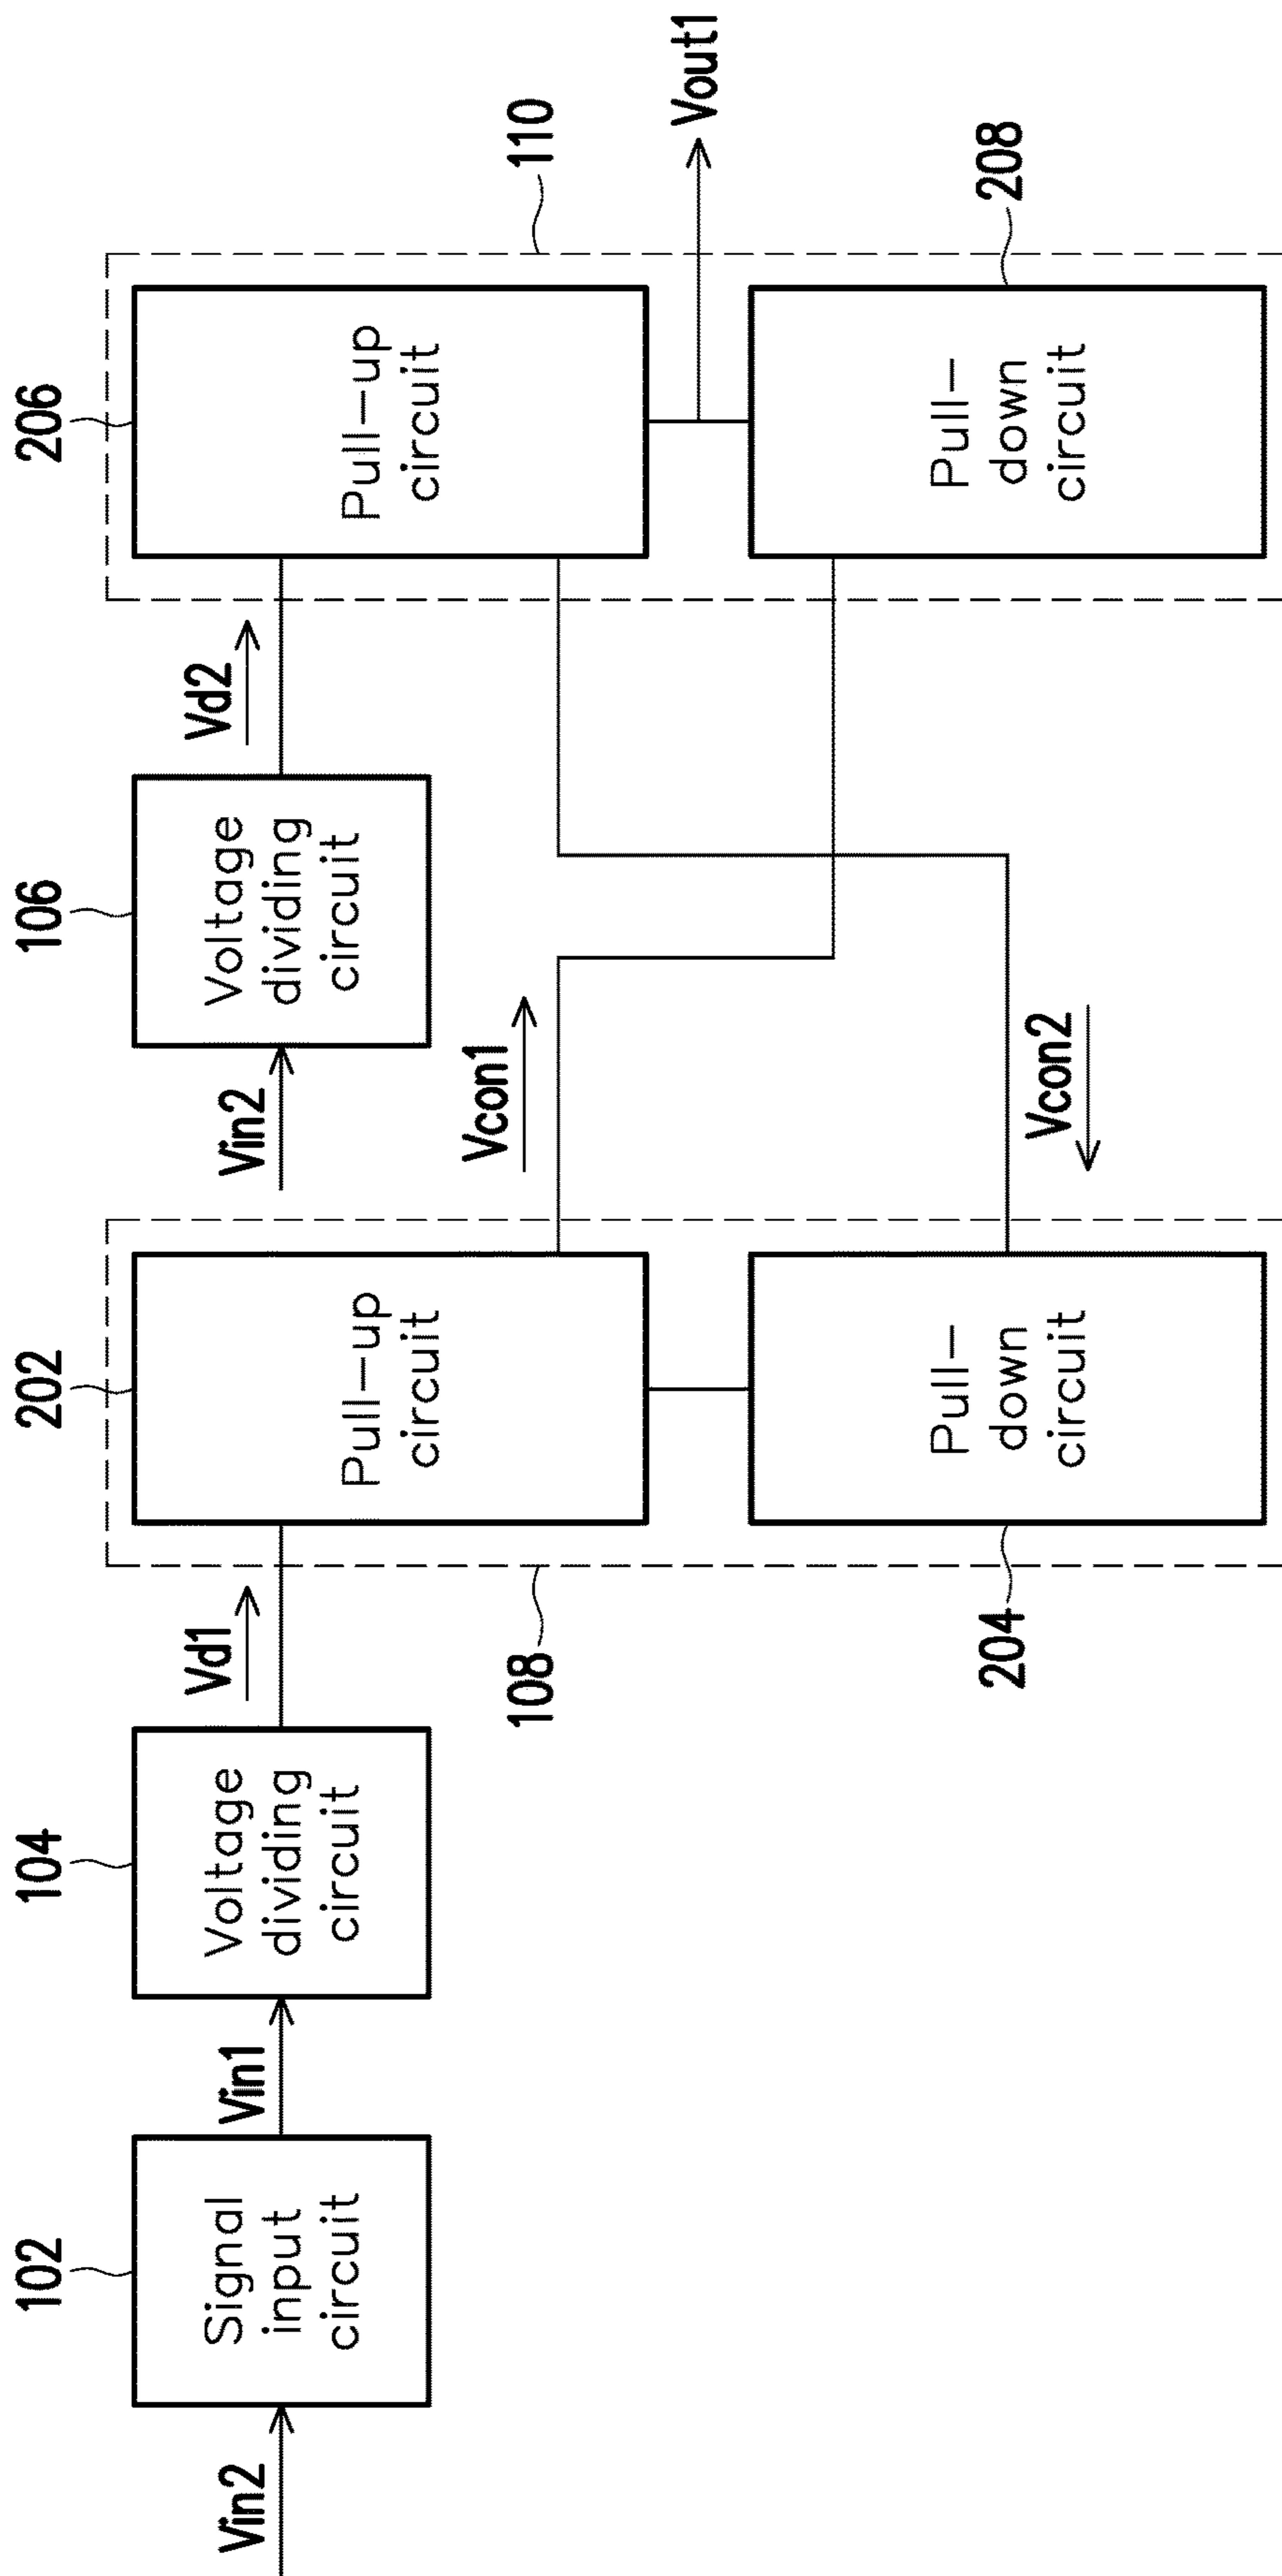 102
104
202
106
206
Vin2
Signal
input
circuit
Vin1
Voltage
dividing
circuit
Vd1
Pull-up
circuit
Vin2
Voltage
dividing
circuit
Vd2
Pull-up
circuit
108
Vcon1
110
Vout1
204
Pull-
down
circuit
Vcon2
Pull-
down
circuit
208